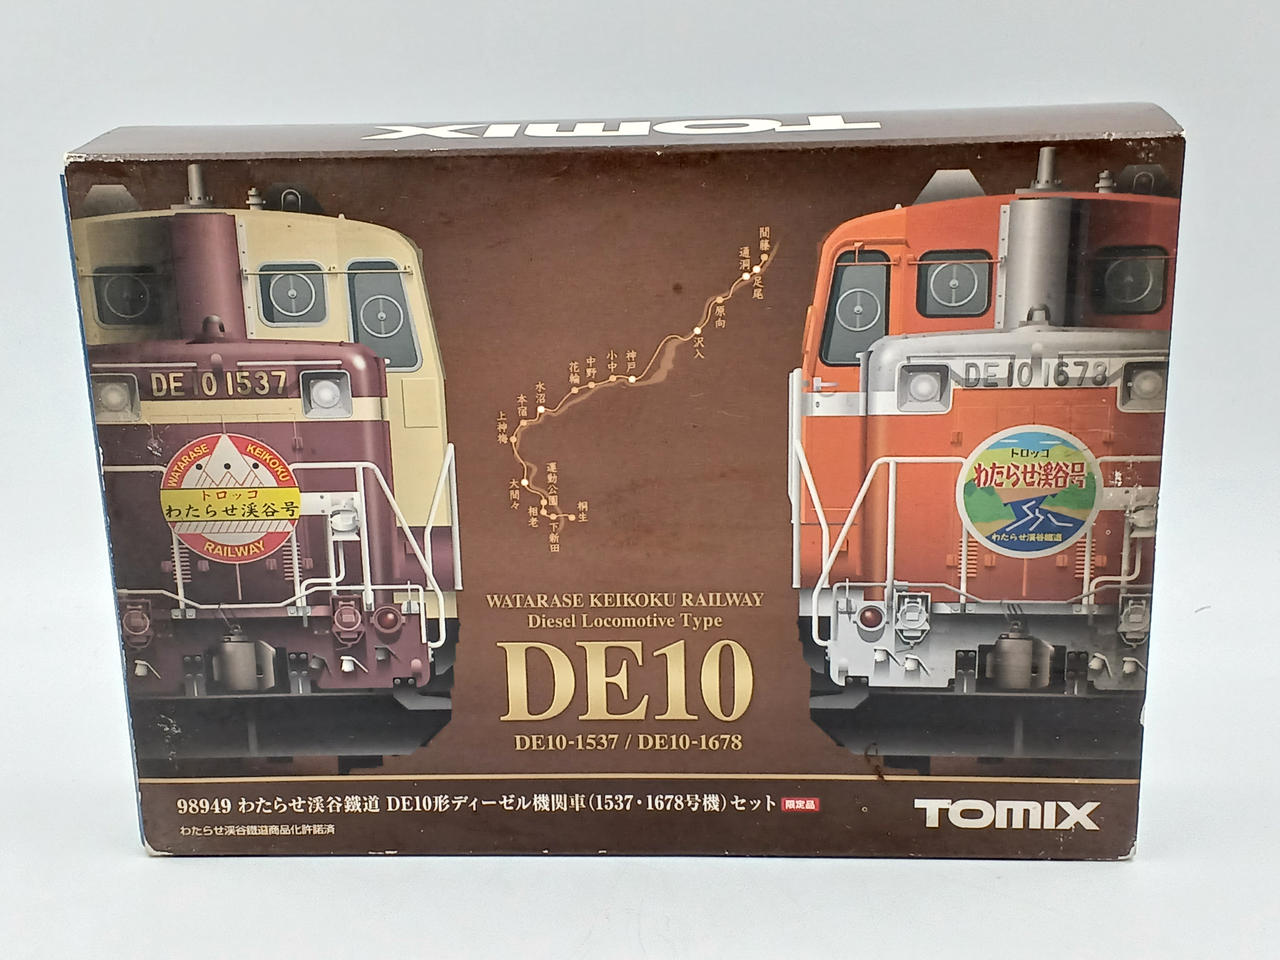 TOMIX
間藤
足尾
通洞
原向
沢入
神戸
小中
中野
花輪
水沼
本宿
上神梅
大間々
運動公園
相老
下新田
桐生
DE10 1537
WATARASE KEIKOKU
トロッコ
わたらせ渓谷号
RAILWAY
DE10 1678
トロッコ
わたらせ渓谷号
わたらせ渓谷鐵道
WATARASE KEIKOKU RAILWAY
Diesel Locomotive Type
DE10
DE10-1537 / DE10-1678
98949 わたらせ渓谷鐵道 DE10形ディーゼル機関車(1537・1678号機)セット 限定品
わたらせ渓谷鐵道商品化許諾済
TOMIX